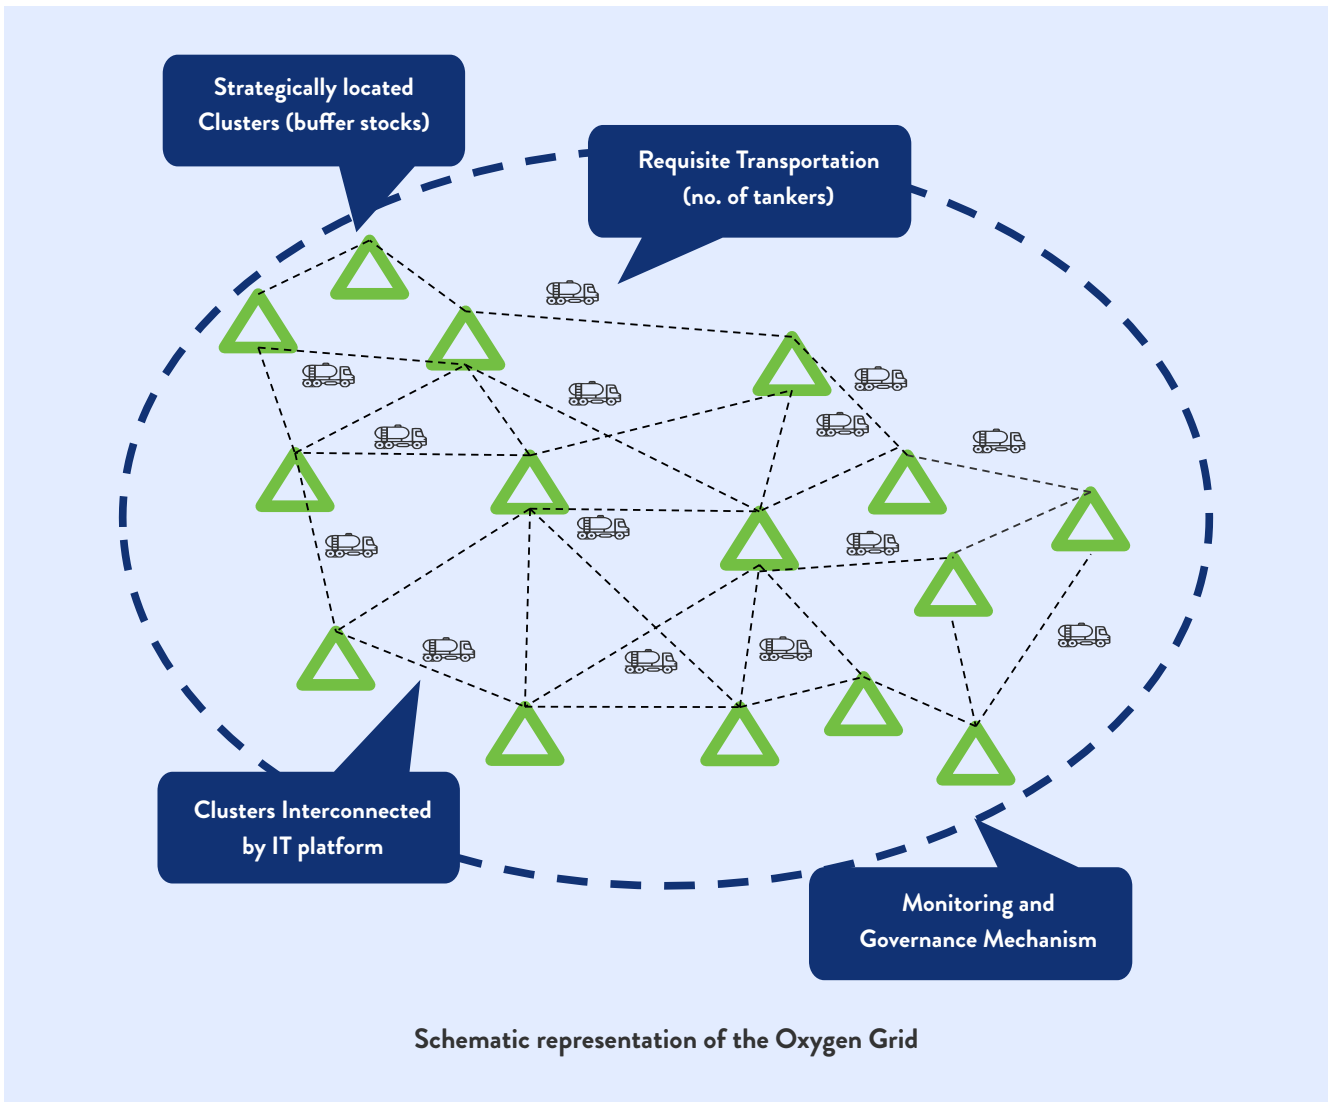 Strategically located
Clusters (buffer stocks)
Requisite Transportation
(no. of tankers)
Clusters Interconnected
by IT platform
Monitoring and
Governance Mechanism
Schematic representation of the Oxygen Grid